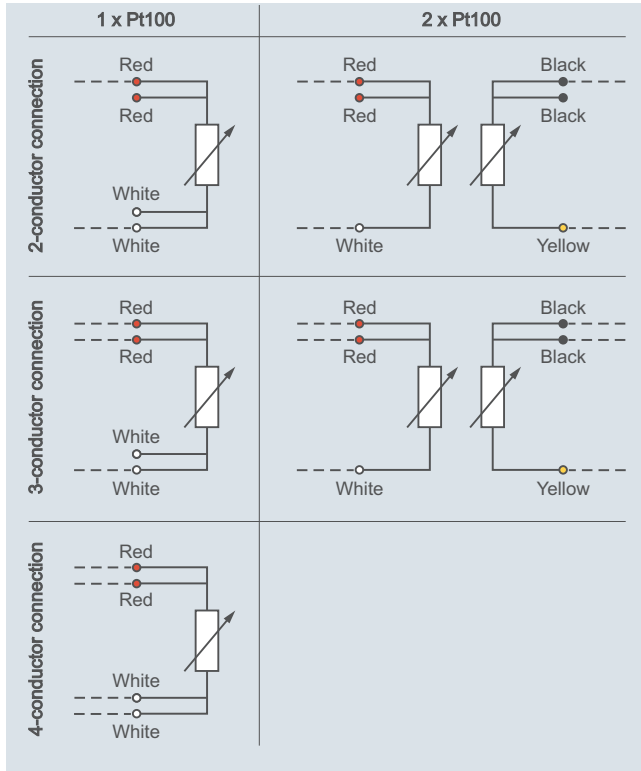 1 x Pt100
2 x Pt100
2-conductor connection
Red
Red
White
White
Red
Red
White
Black
Black
Yellow
3-conductor connection
Red
Red
White
White
Red
Red
White
Black
Black
Yellow
4-conductor connection
Red
Red
White
White